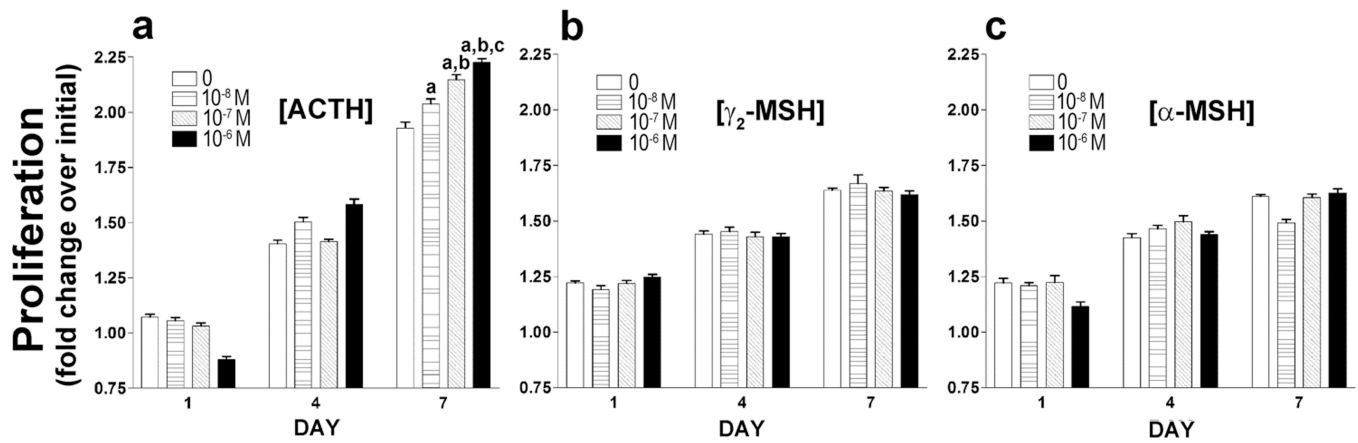 Proliferation
(fold change over initial)
a
2.25
2.00
1.75
1.50
1.25
1.00
0.75
0
10⁻⁸ M
10⁻⁷ M
10⁻⁶ M
[ACTH]
a
a,b
a,b,c
1 4 7
DAY
b
2.25
2.00
1.75
1.50
1.25
1.00
0.75
0
10⁻⁸ M
10⁻⁷ M
10⁻⁶ M
[γ₂-MSH]
1 4 7
DAY
c
2.25
2.00
1.75
1.50
1.25
1.00
0.75
0
10⁻⁸ M
10⁻⁷ M
10⁻⁶ M
[α-MSH]
1 4 7
DAY